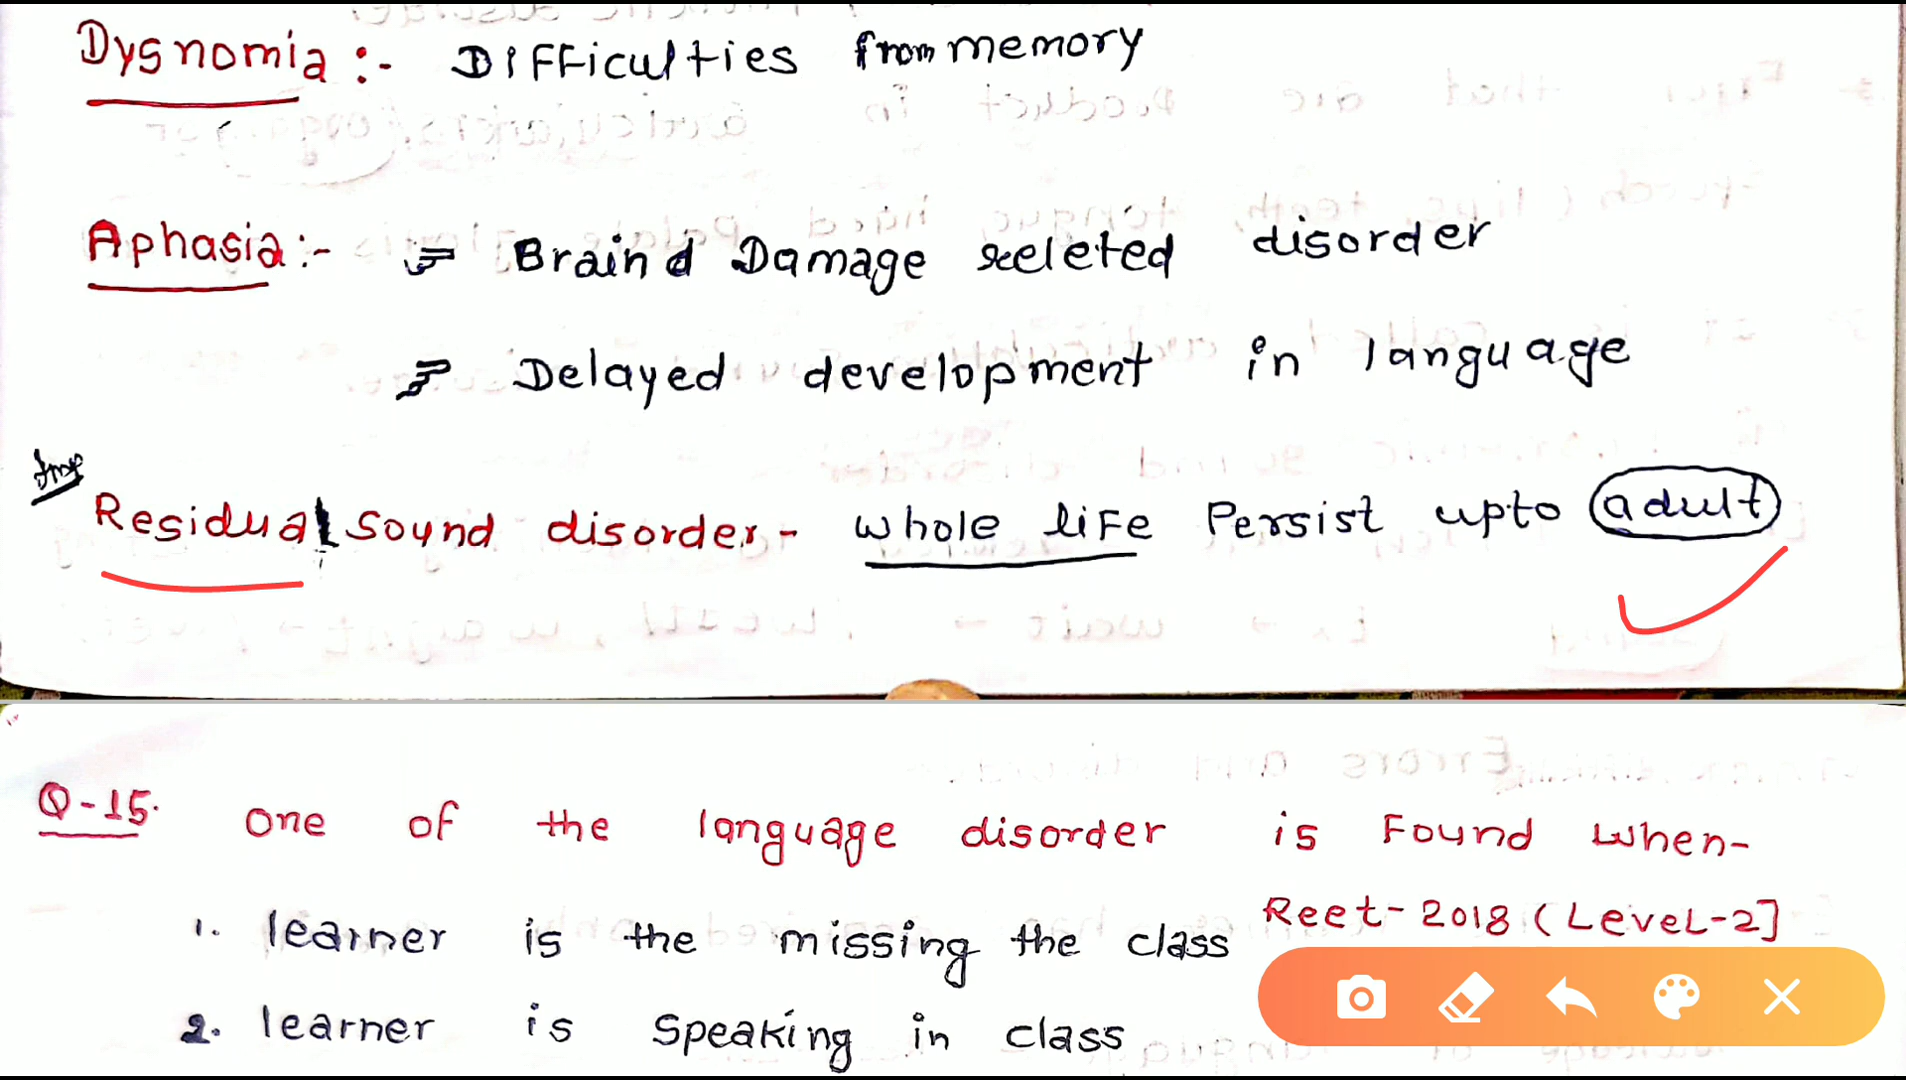 Dysnomia :- Difficulties from memory
Aphasia :- Braind Damage releted disorder
Delayed development in language
Imp
Residual Sound disorder - whole life Persist upto adult
Q-15. One of the language disorder is Found when-
Reet-2018 (Level-2]
1. learner is the missing the class
2. learner is Speaking in class